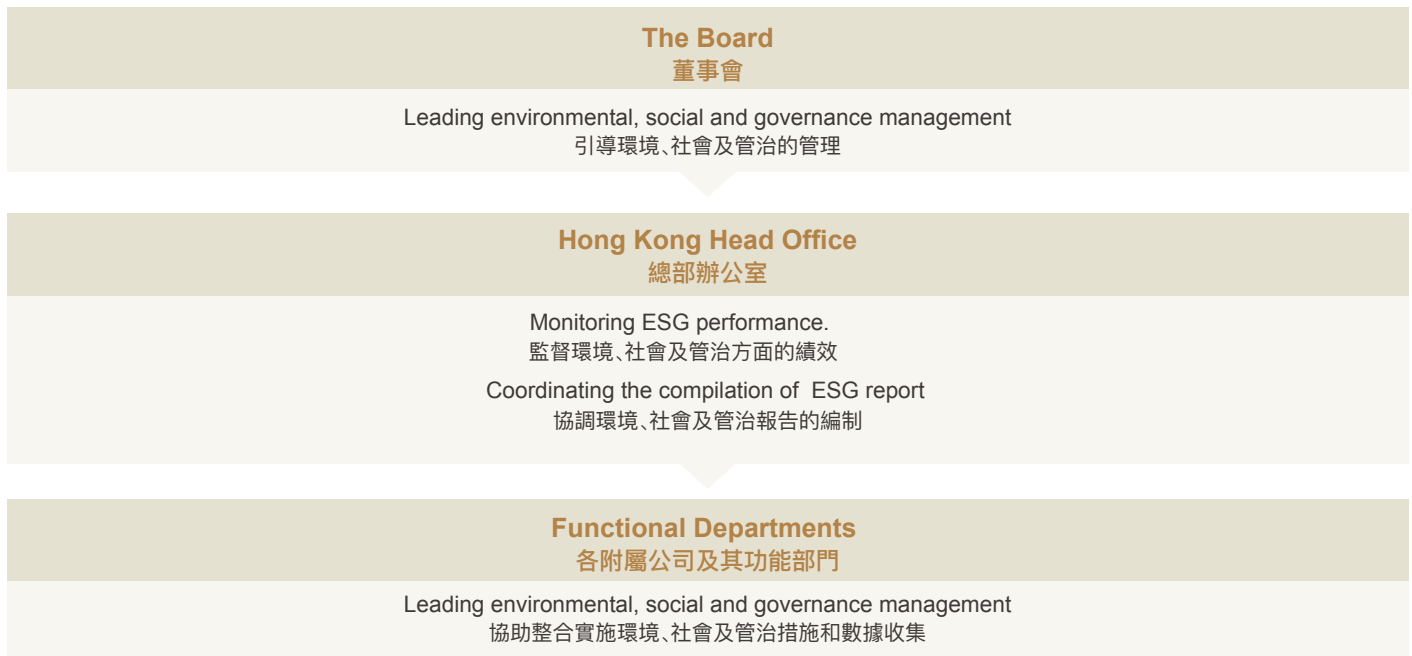 The Board
董事會
Leading environmental, social and governance management
引導環境、社會及管治的管理
Hong Kong Head Office
總部辦公室
Monitoring ESG performance.
監督環境、社會及管治方面的績效
Coordinating the compilation of ESG report
協調環境、社會及管治報告的編制
Functional Departments
各附屬公司及其功能部門
Leading environmental, social and governance management
協助整合實施環境、社會及管治措施和數據收集